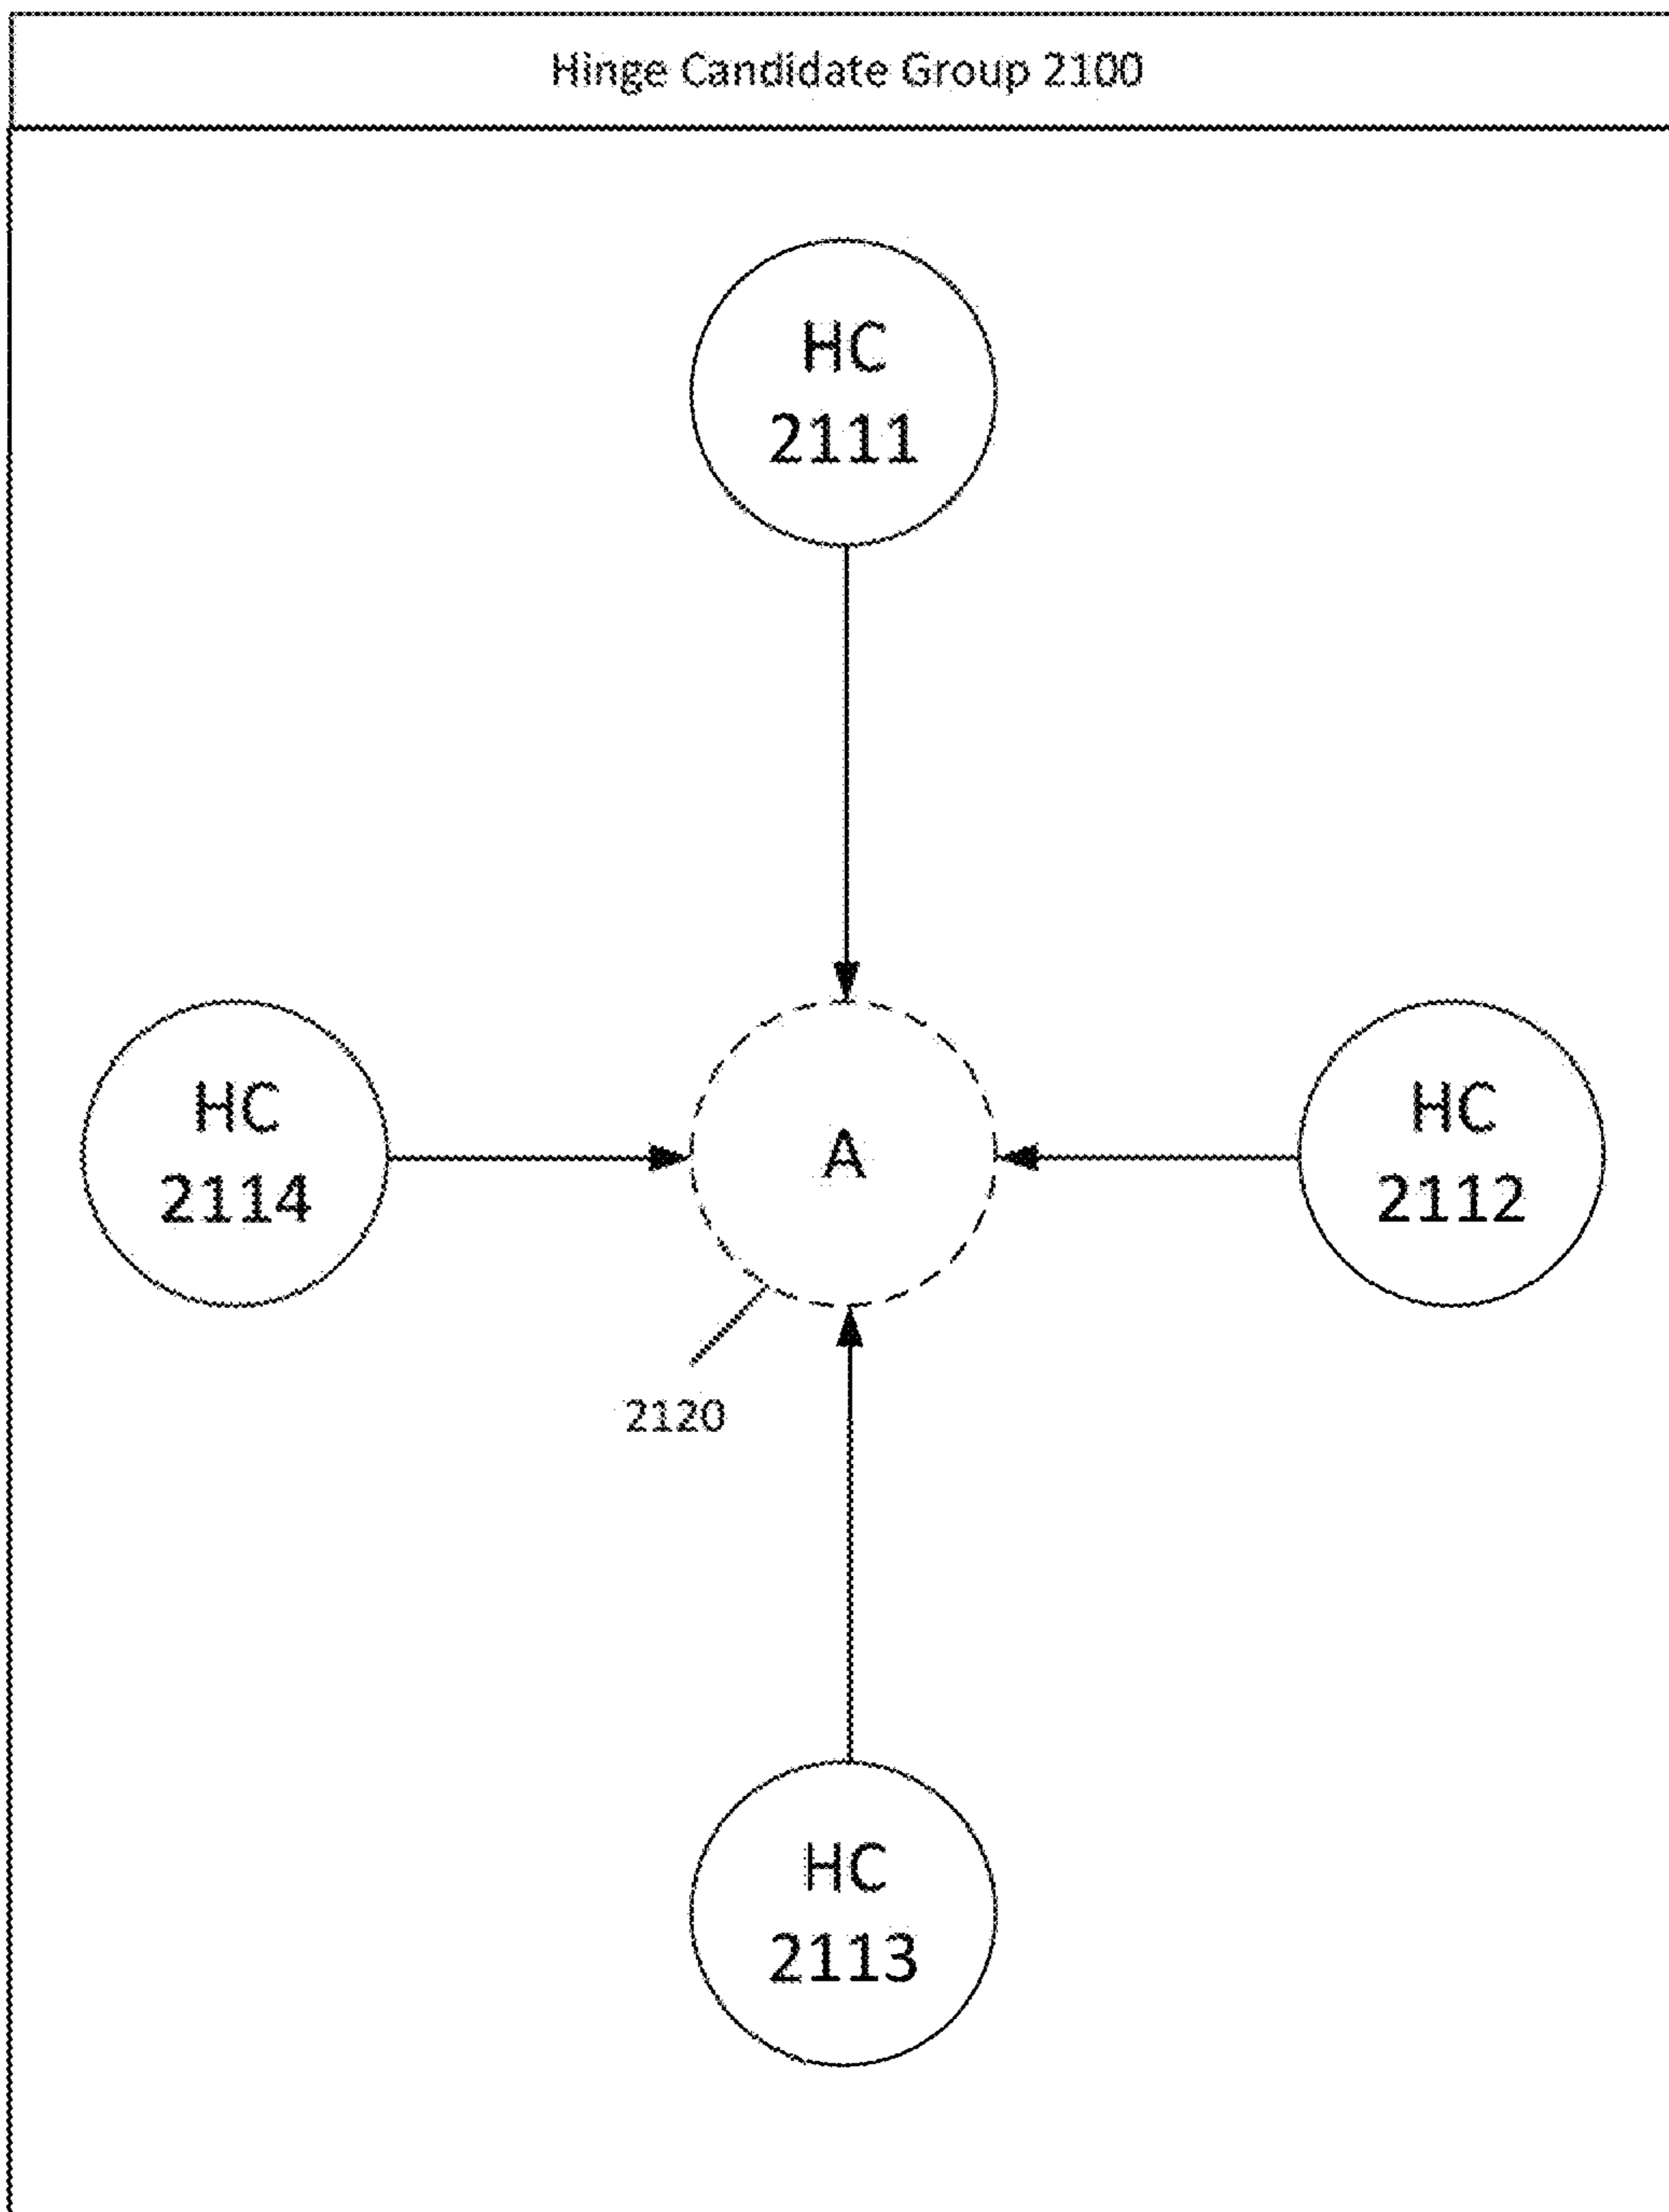 Hinge Candidate Group 2100
HC
2111
HC
2114
A
HC
2112
2120
HC
2113